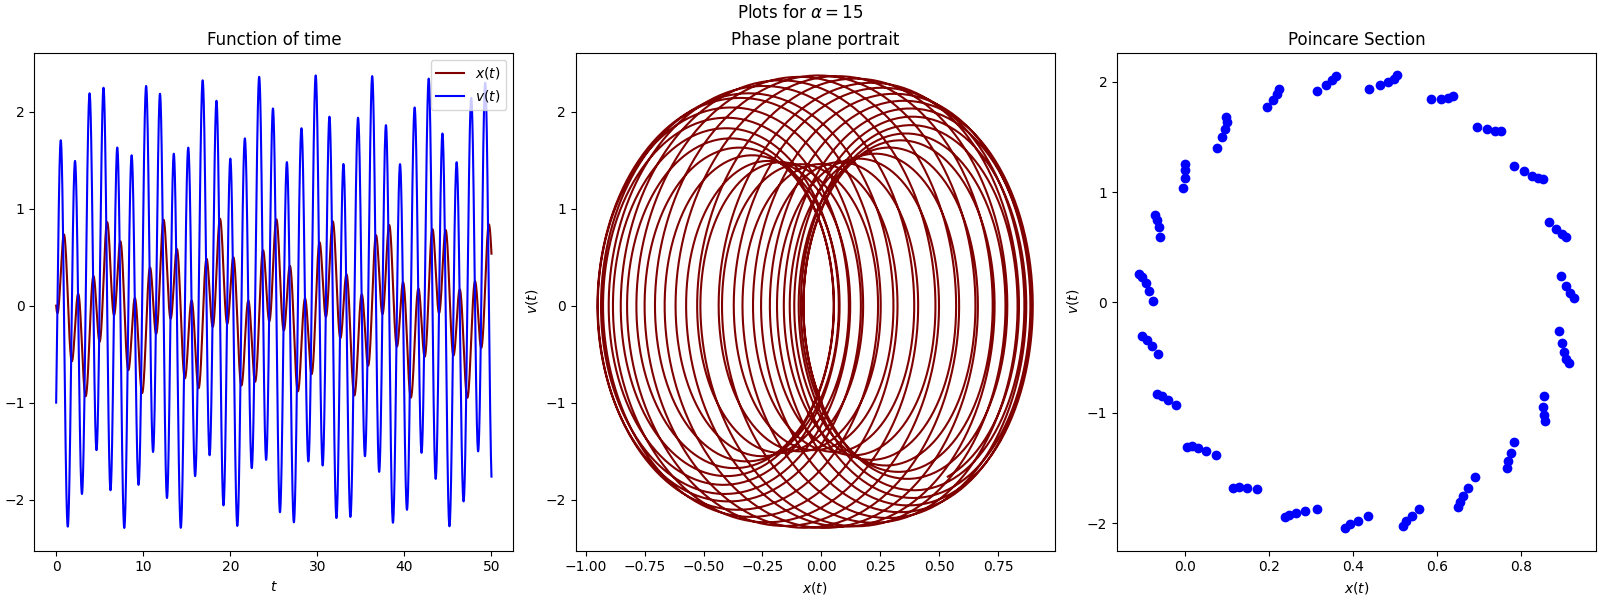 Plots for α = 15
Function of time
x(t)
v(t)
2
1
0
−1
−2
0 10 20 30 40 50
t
Phase plane portrait
v(t)
2
1
0
−1
−2
−1.00 −0.75 −0.50 −0.25 0.00 0.25 0.50 0.75
x(t)
Poincare Section
v(t)
2
1
0
−1
−2
0.0 0.2 0.4 0.6 0.8
x(t)